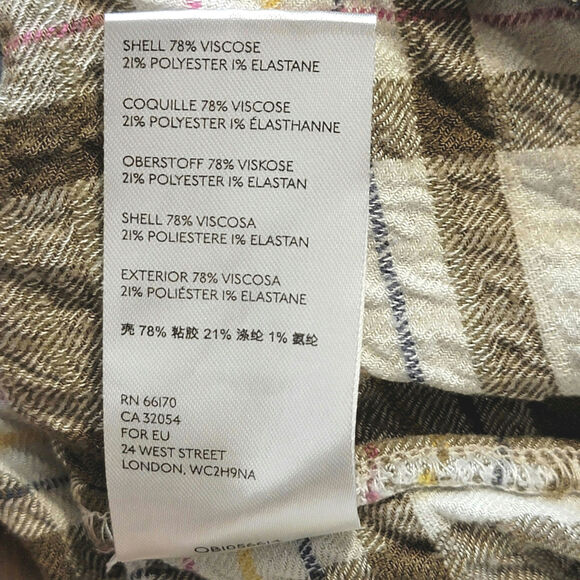 SHELL 78% VISCOSE
21% POLYESTER 1% ELASTANE
COQUILLE 78% VISCOSE
21% POLYESTER 1% ÉLASTHANNE
OBERSTOFF 78% VISKOSE
21% POLYESTER 1% ELASTAN
SHELL 78% VISCOSA
21% POLIESTERE 1% ELASTAN
EXTERIOR 78% VISCOSA
21% POLIÉSTER 1% ELASTANE
壳 78% 粘胶 21% 涤纶 1% 氨纶
RN 66170
CA 32054
FOR EU
24 WEST STREET
LONDON, WC2H9NA